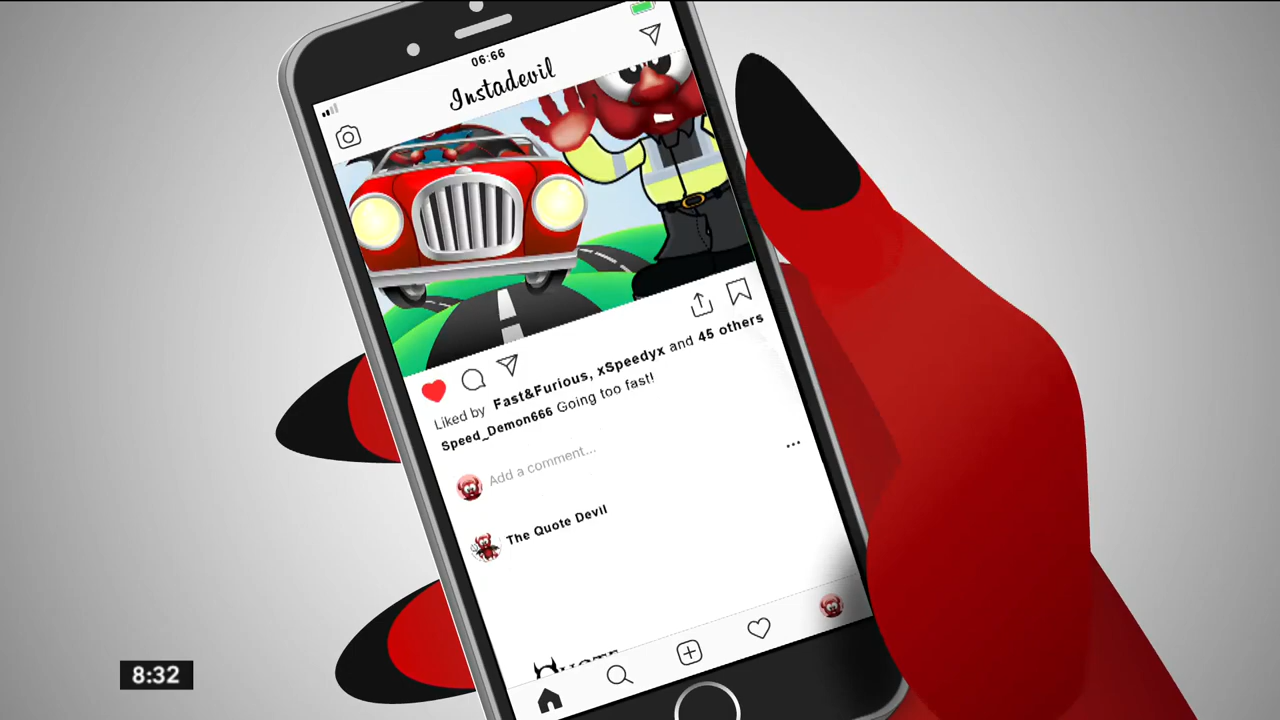 06:66
Instadevil
Liked by Fast&Furious, xSpeedyx and 45 others
Speed_Demon666 Going too fast!
Add a comment...
The Quote Devil
QUOTE
8:32